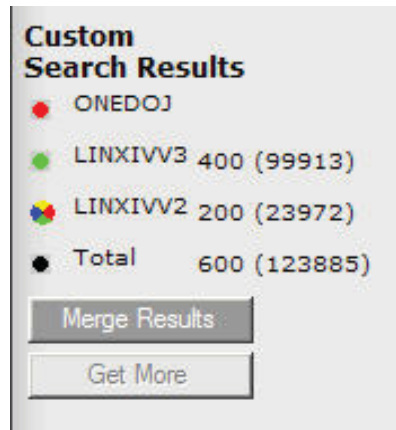 Custom
Search Results
ONEDOJ
LINXIVV3 400 (99913)
LINXIVV2 200 (23972)
Total 600 (123885)
Merge Results
Get More